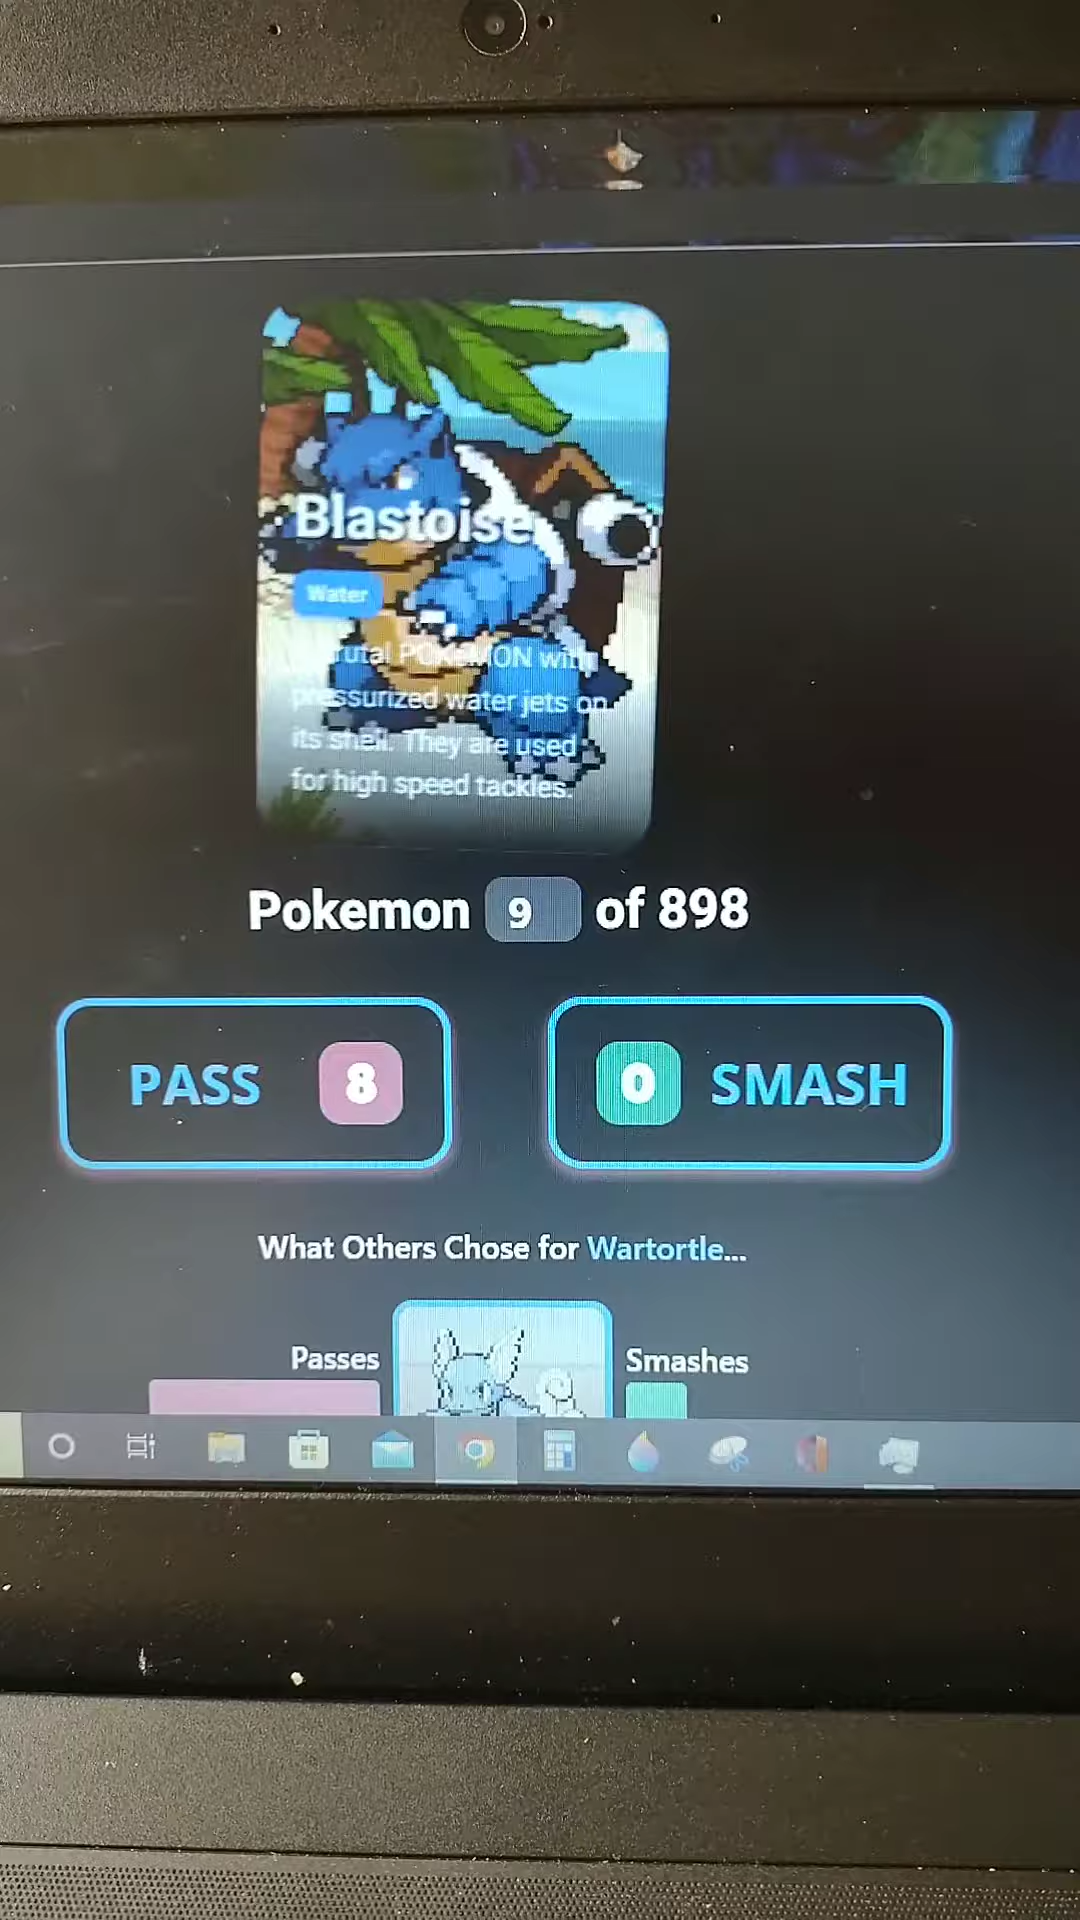 Blastoise
Water
brutal POKéMON with
pressurized water jets on
its shell. They are used
for high speed tackles.
Pokemon 9 of 898
PASS 8
0 SMASH
What Others Chose for Wartortle...
Passes
Smashes